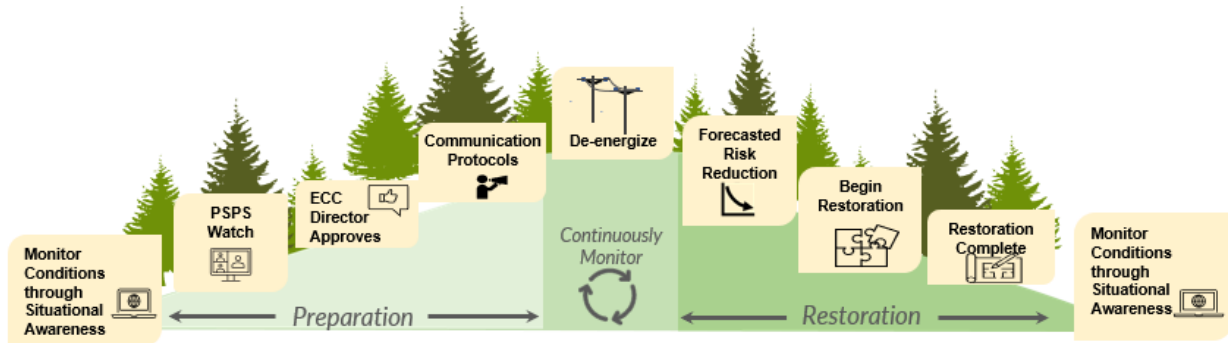 Monitor
Conditions
through
Situational
Awareness
PSPS
Watch
ECC
Director
Approves
Communication
Protocols
De-energize
Forecasted
Risk
Reduction
Begin
Restoration
Restoration
Complete
Monitor
Conditions
through
Situational
Awareness
Preparation
Continuously
Monitor
Restoration